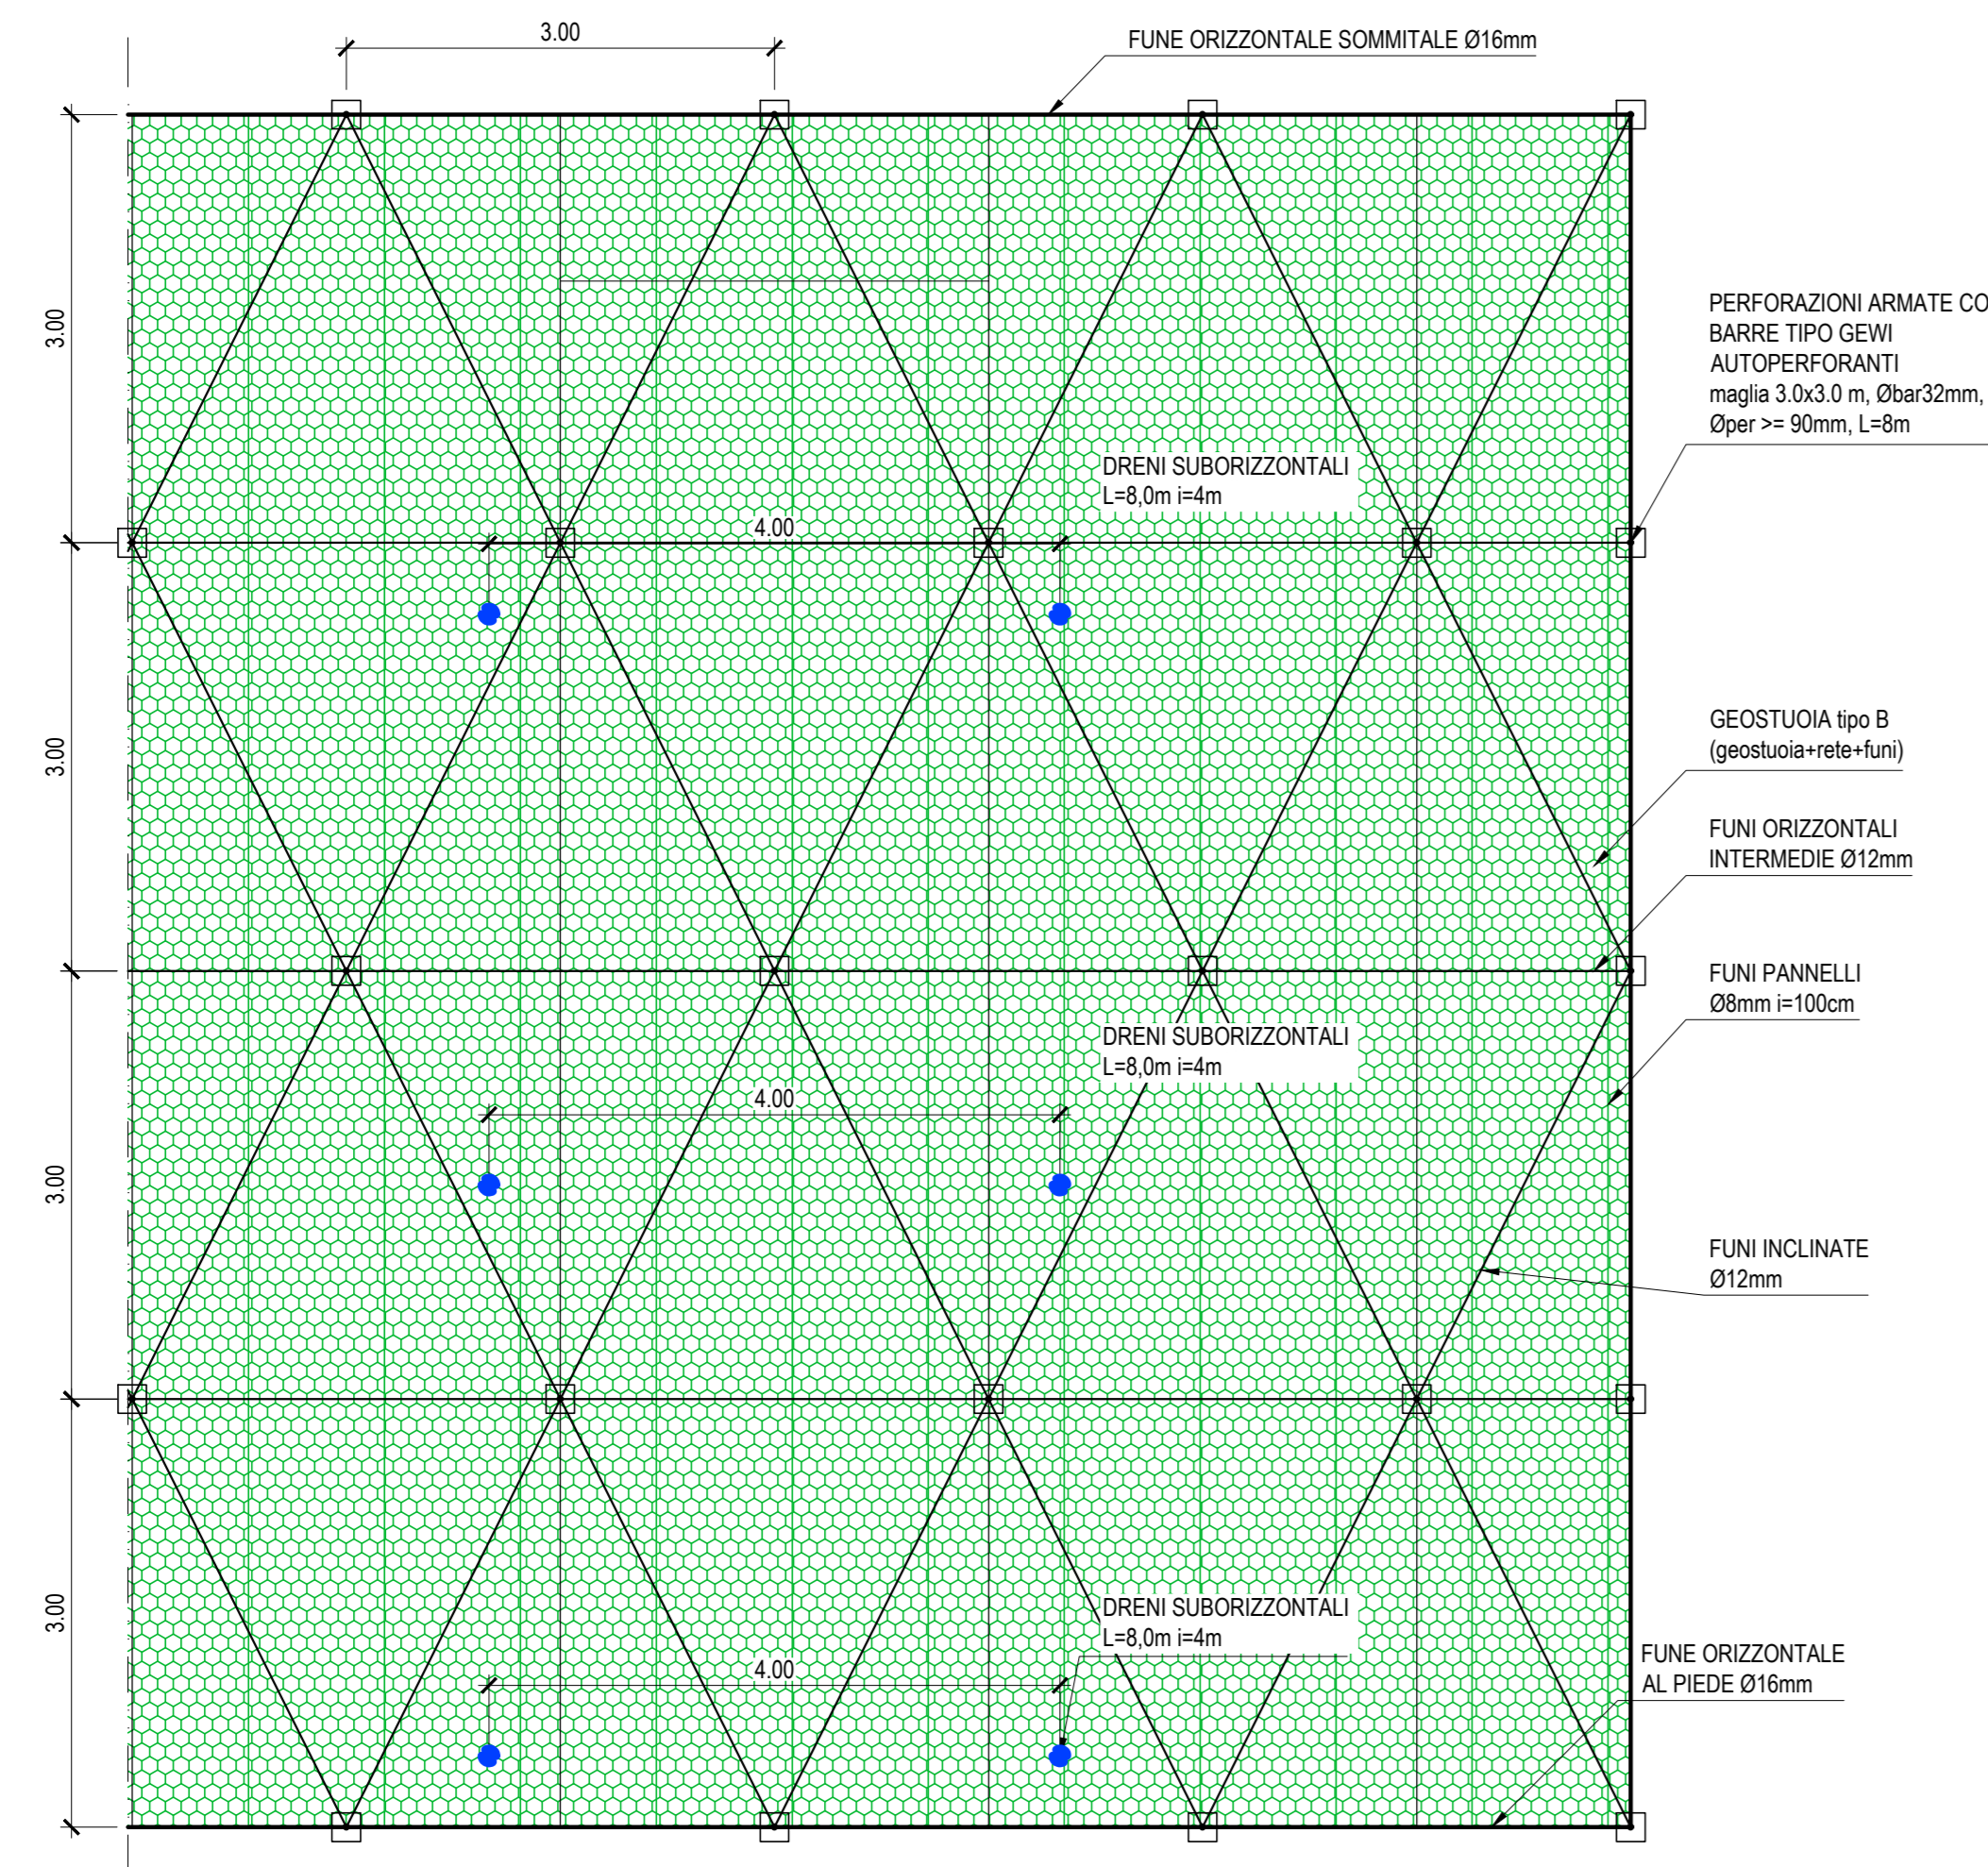 3.00
FUNE ORIZZONTALE SOMMITALE Ø16mm
3.00
PERFORAZIONI ARMATE CO
BARRE TIPO GEWI
AUTOPERFORANTI
maglia 3.0x3.0 m, Øbar32mm,
Øper >= 90mm, L=8m
DRENI SUBORIZZONTALI
L=8,0m i=4m
4.00
3.00
GEOSTUOIA tipo B
(geostuoia+rete+funi)
FUNI ORIZZONTALI
INTERMEDIE Ø12mm
FUNI PANNELLI
Ø8mm i=100cm
DRENI SUBORIZZONTALI
L=8,0m i=4m
4.00
3.00
FUNI INCLINATE
Ø12mm
3.00
DRENI SUBORIZZONTALI
L=8,0m i=4m
4.00
FUNE ORIZZONTALE
AL PIEDE Ø16mm